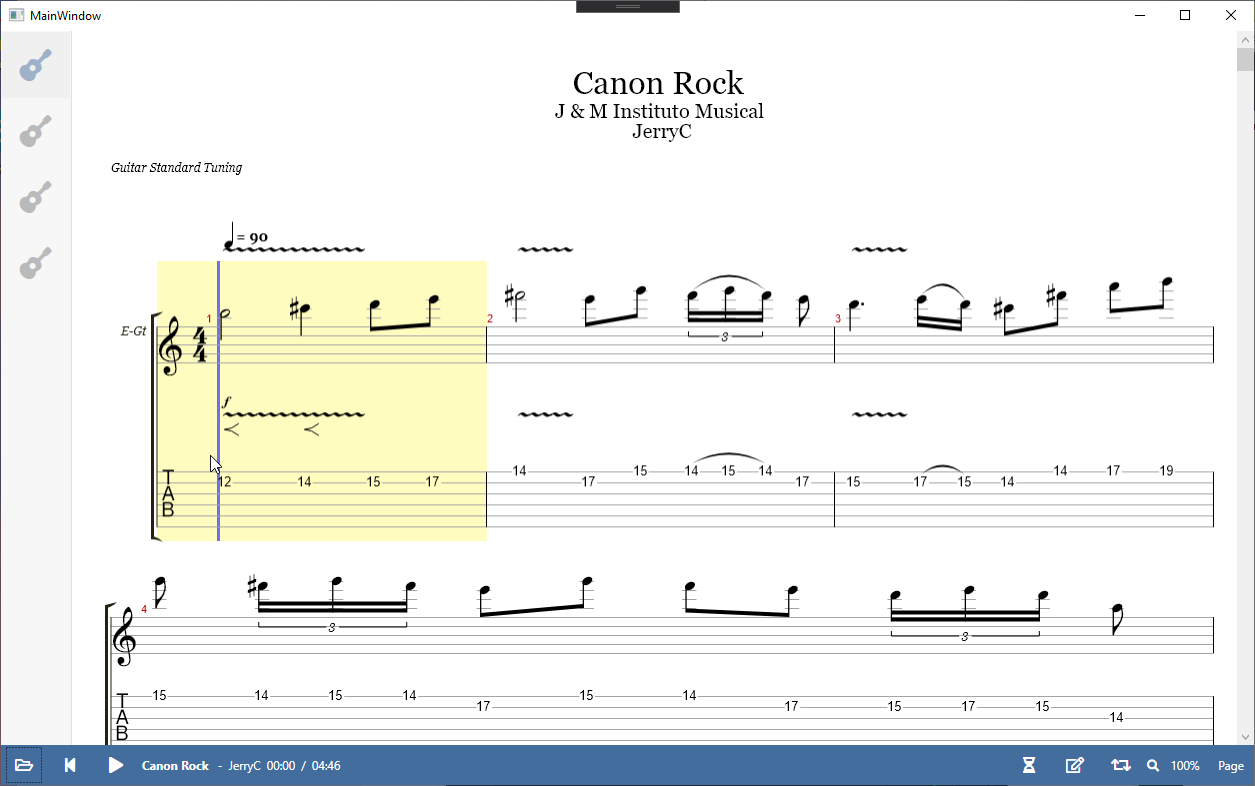 MainWindow
Canon Rock
J & M Instituto Musical
JerryC
Guitar Standard Tuning
= 90
E-Gt
1 4 4 2 3 3
f
T A B
12 14 15 17 14 17 15 14 15 14 17 15 17 15 14 14 17 19
4 3 3
T A B
15 14 15 14 17 15 14 17 15 17 15 14
Canon Rock - JerryC 00:00 / 04:46 100% Page